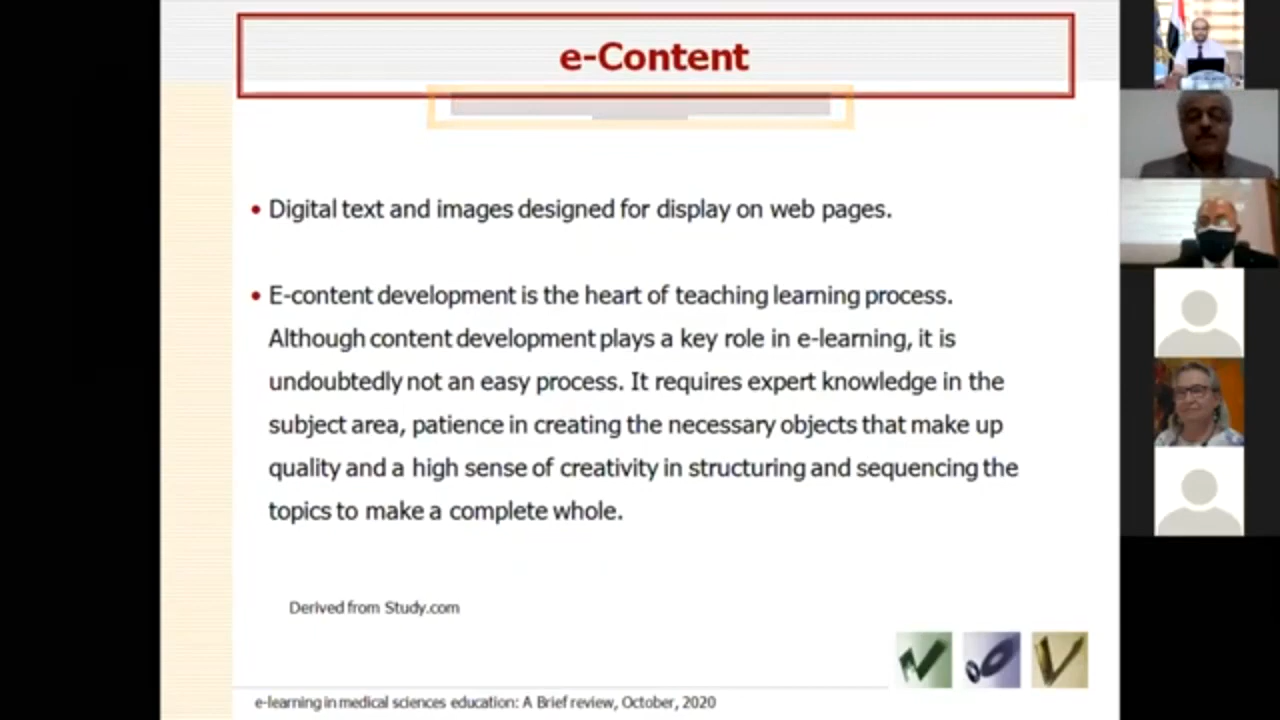 e-Content
• Digital text and images designed for display on web pages.
• E-content development is the heart of teaching learning process.
Although content development plays a key role in e-learning, it is
undoubtedly not an easy process. It requires expert knowledge in the
subject area, patience in creating the necessary objects that make up
quality and a high sense of creativity in structuring and sequencing the
topics to make a complete whole.
Derived from Study.com
e-learning in medical sciences education: A Brief review, October, 2020